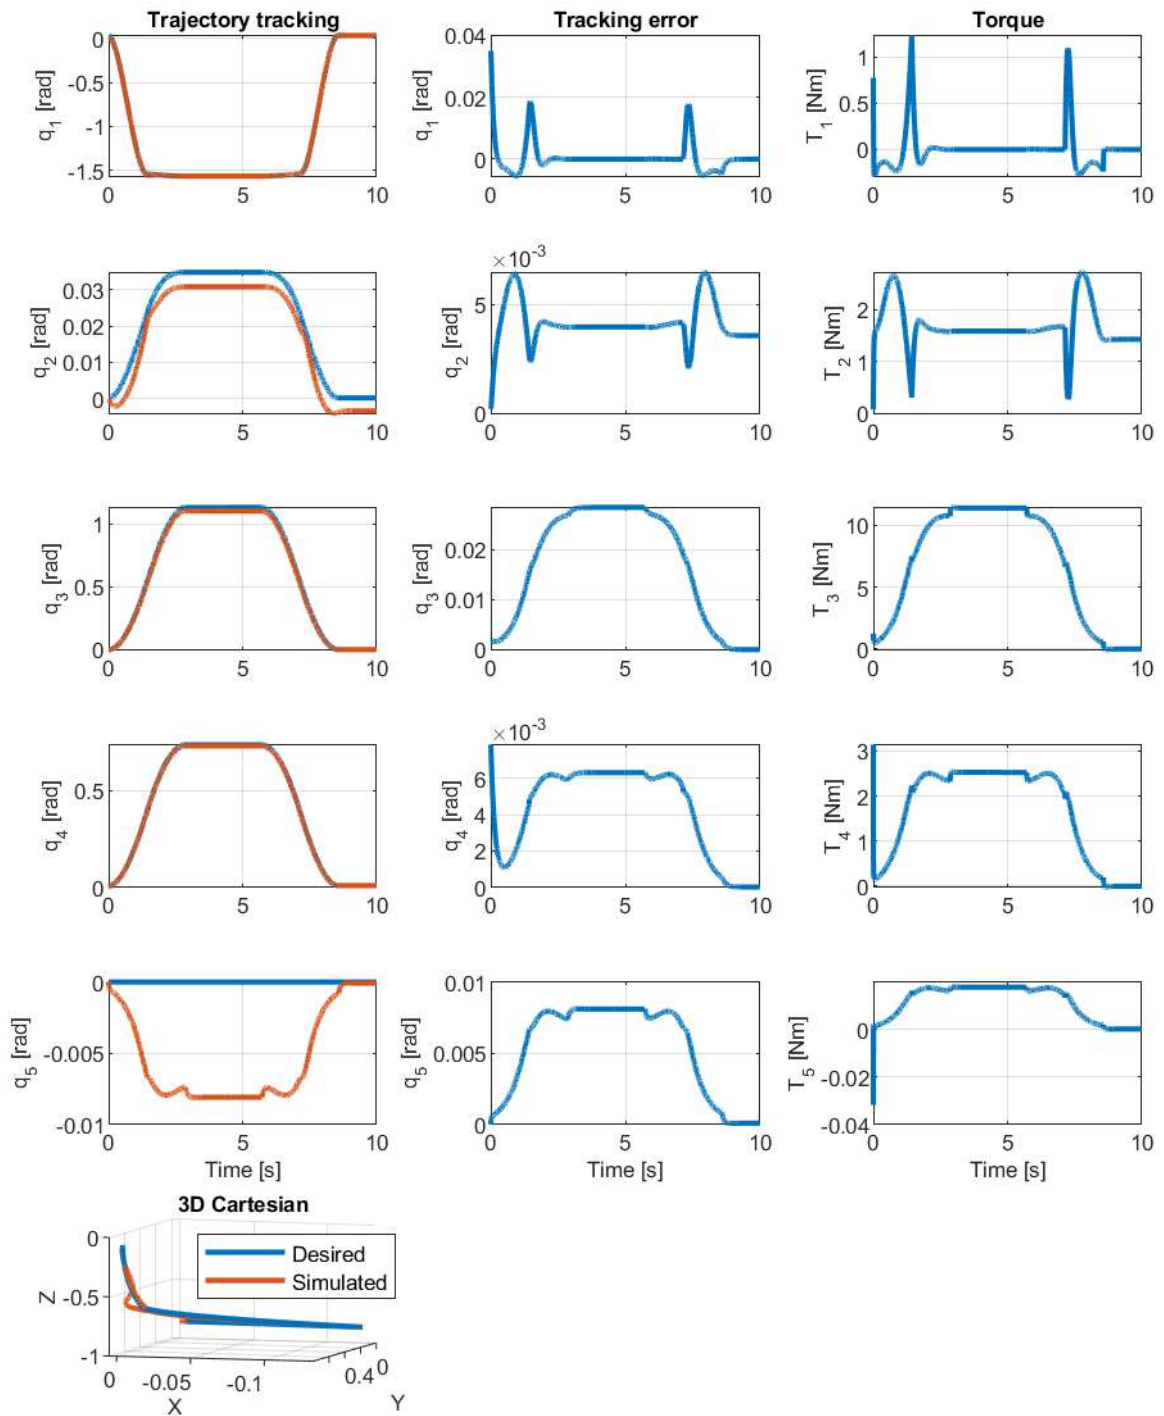 Trajectory tracking
Tracking error
Torque
q1 [rad]
0
-0.5
-1
-1.5
0 5 10
q1 [rad]
0.04
0.02
0
0 5 10
T1 [Nm]
1
0.5
0
0 5 10
q2 [rad]
0.03
0.02
0.01
0
0 5 10
×10-3
q2 [rad]
5
0
0 5 10
T2 [Nm]
2
1
0
0 5 10
q3 [rad]
1
0.5
0
0 5 10
q3 [rad]
0.02
0.01
0
0 5 10
T3 [Nm]
10
5
0
0 5 10
q4 [rad]
0.5
0
0 5 10
×10-3
q4 [rad]
6
4
2
0
0 5 10
T4 [Nm]
3
2
1
0
0 5 10
q5 [rad]
0
-0.005
-0.01
0 5 10
Time [s]
q5 [rad]
0.01
0.005
0
0 5 10
Time [s]
T5 [Nm]
0
-0.02
-0.04
0 5 10
Time [s]
3D Cartesian
Desired
Simulated
Z
0
-0.5
-1
0 -0.05 -0.1
X
0.4 0
Y